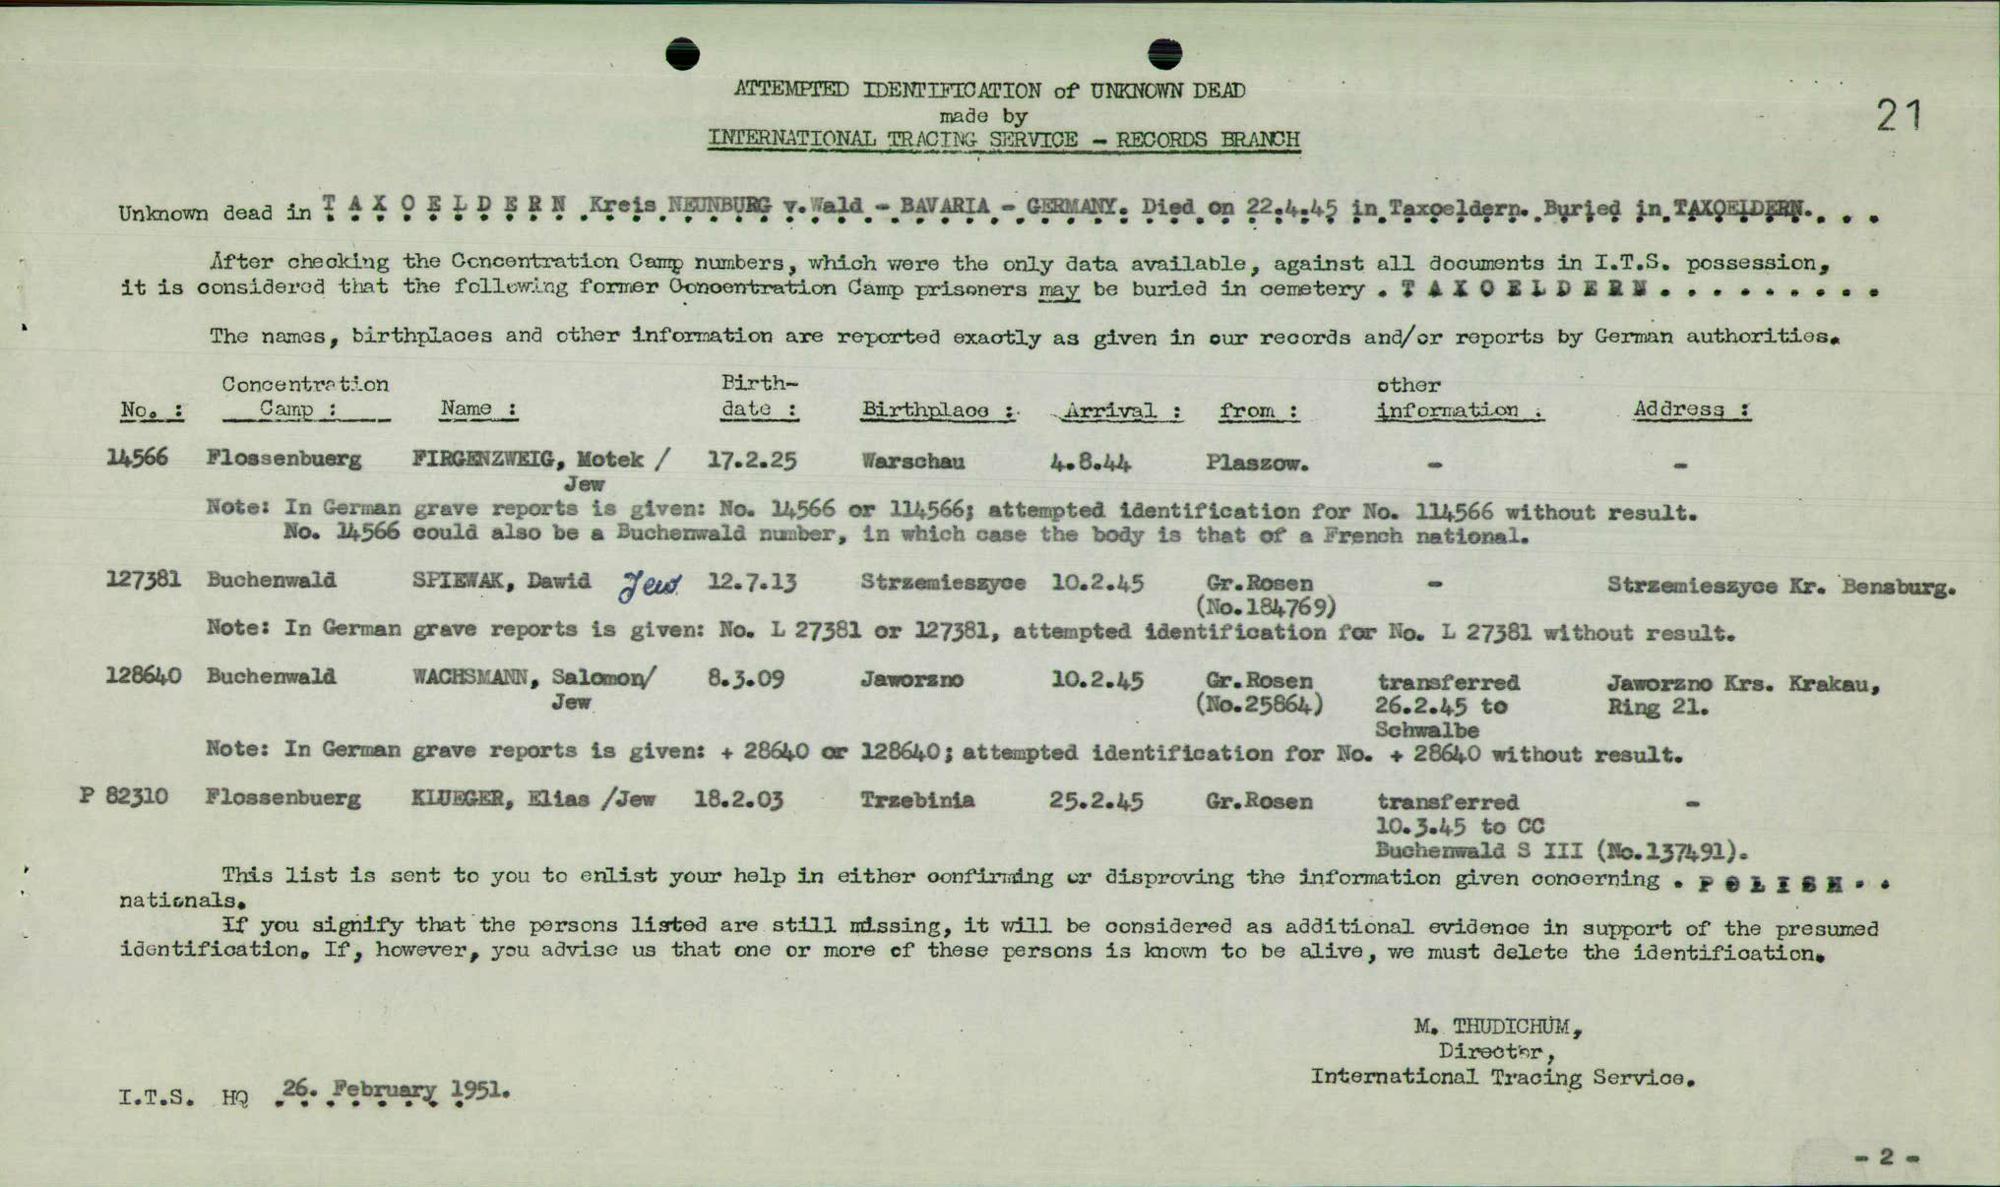 ATTEMPTED IDENTIFICATION of UNKNOWN DEAD
made by
INTERNATIONAL TRACING SERVICE - RECORDS BRANCH
21
Unknown dead in T A X O E L D E R N Kreis NEUNBURG v.Wald - BAVARIA - GERMANY. Died on 22.4.45 in Taxoeldern. Buried in TAXOELDERN. . . .
After checking the Concentration Camp numbers, which were the only data available, against all documents in I.T.S. possession,
it is considered that the following former Concentration Camp prisoners may be buried in cemetery . T A X O E L D E R N . . . . . . . . .
The names, birthplaces and other information are reported exactly as given in our records and/or reports by German authorities.
No. : Concentration Camp : Name : Birth-date : Birthplace : Arrival : from : other information : Address :
14566 Flossenbuerg FIRGENZWEIG, Motek / 17.2.25 Warschau 4.8.44 Plaszow. - -
Jew
Note: In German grave reports is given: No. 14566 or 114566; attempted identification for No. 114566 without result.
No. 14566 could also be a Buchenwald number, in which case the body is that of a French national.
127381 Buchenwald SPIEWAK, Dawid Jew 12.7.13 Strzemieszyce 10.2.45 Gr.Rosen - Strzemieszyce Kr. Bensburg.
(No.184769)
Note: In German grave reports is given: No. L 27381 or 127381, attempted identification for No. L 27381 without result.
128640 Buchenwald WACHSMANN, Salomon/ 8.3.09 Jaworzno 10.2.45 Gr.Rosen transferred Jaworzno Krs. Krakau,
Jew (No.25864) 26.2.45 to Ring 21.
Schwalbe
Note: In German grave reports is given: + 28640 or 128640; attempted identification for No. + 28640 without result.
P 82310 Flossenbuerg KLUEGER, Elias /Jew 18.2.03 Trzebinia 25.2.45 Gr.Rosen transferred -
10.3.45 to CC
Buchenwald S III (No.137491).
This list is sent to you to enlist your help in either confirming or disproving the information given concerning . P O L I S H . .
nationals.
If you signify that the persons listed are still missing, it will be considered as additional evidence in support of the presumed
identification. If, however, you advise us that one or more of these persons is known to be alive, we must delete the identification.
M. THUDICHUM,
Director,
International Tracing Service.
I.T.S. HQ 26. February 1951.
- 2 -